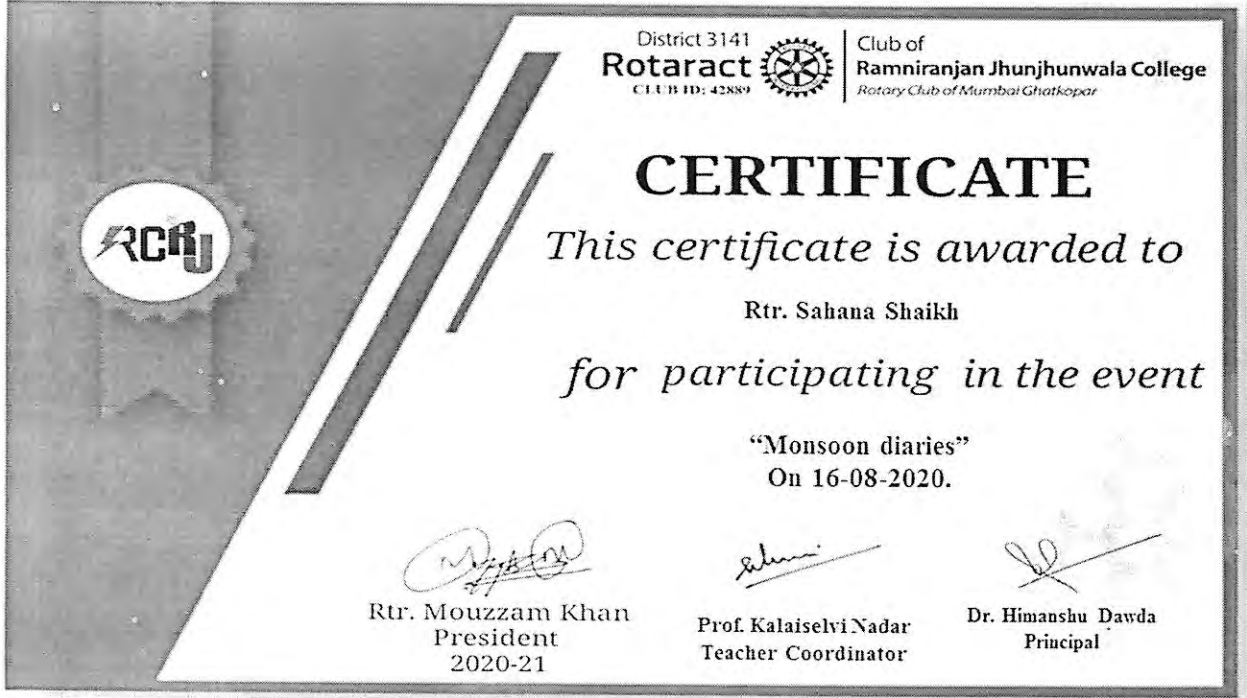 District 3141
Rotaract
CLUB ID: 42889
Club of
Ramniranjan Jhunjhunwala College
Rotary Club of Mumbai Ghatkopar
RCRJ
CERTIFICATE
This certificate is awarded to
Rtr. Sahana Shaikh
for participating in the event
“Monsoon diaries”
On 16-08-2020.
Rtr. Mouzzam Khan
President
2020-21
Prof. Kalaiselvi Nadar
Teacher Coordinator
Dr. Himanshu Dawda
Principal